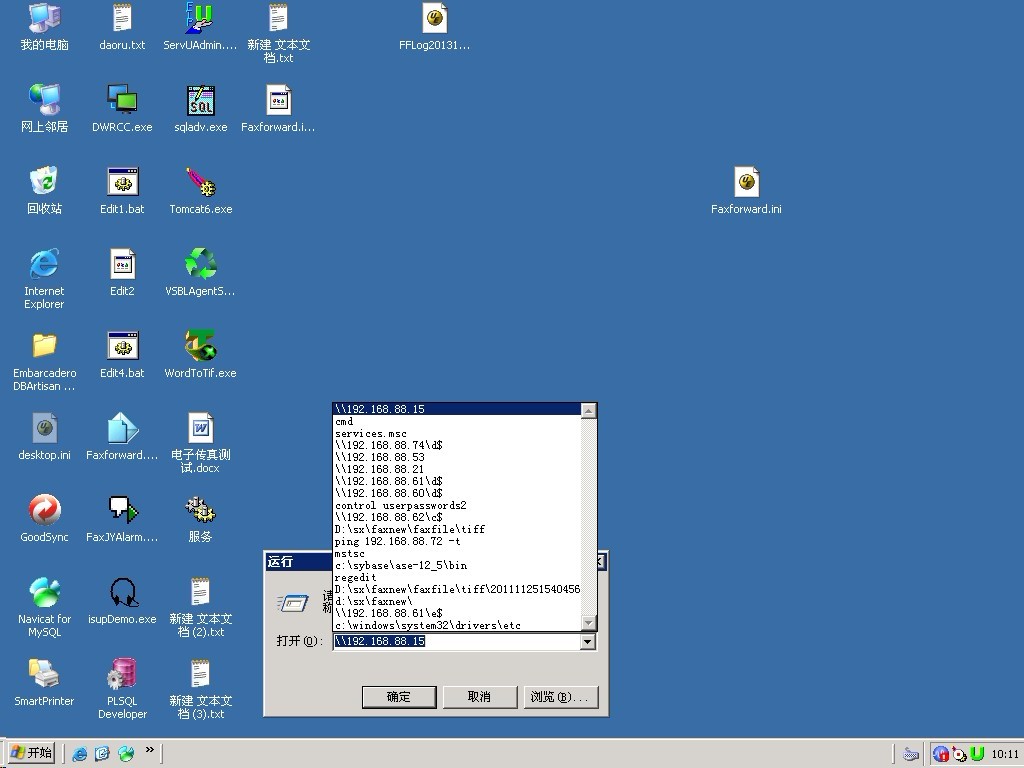 我的电脑
daoru.txt
ServUAdmin....
新建 文本文
档.txt
FFLog20131...
网上邻居
DWRCC.exe
sqladv.exe
Faxforward.i...
回收站
Edit1.bat
Tomcat6.exe
Faxforward.ini
Internet
Explorer
Edit2
VSBLAgentS...
Embarcadero
DBArtisan ...
Edit4.bat
WordToTif.exe
desktop.ini
Faxforward....
电子传真测
试.docx
GoodSync
FaxJYAlarm....
服务
Navicat for
MySQL
isupDemo.exe
新建 文本文
档 (2).txt
SmartPrinter
PLSQL
Developer
新建 文本文
档 (3).txt
\\192.168.88.15
cmd
services.msc
\\192.168.88.74\d$
\\192.168.88.53
\\192.168.88.21
\\192.168.88.61\d$
\\192.168.88.60\d$
control userpasswords2
\\192.168.88.62\c$
D:\sx\faxnew\faxfile\tiff
ping 192.168.88.72 -t
mstsc
c:\sybase\ase-12_5\bin
regedit
D:\sx\faxnew\faxfile\tiff\201111251540456
d:\sx\faxnew\
\\192.168.88.61\e$
c:\windows\system32\drivers\etc
运行
打开(O):
\\192.168.88.15
确定
取消
浏览(B)...
开始
»
10:11